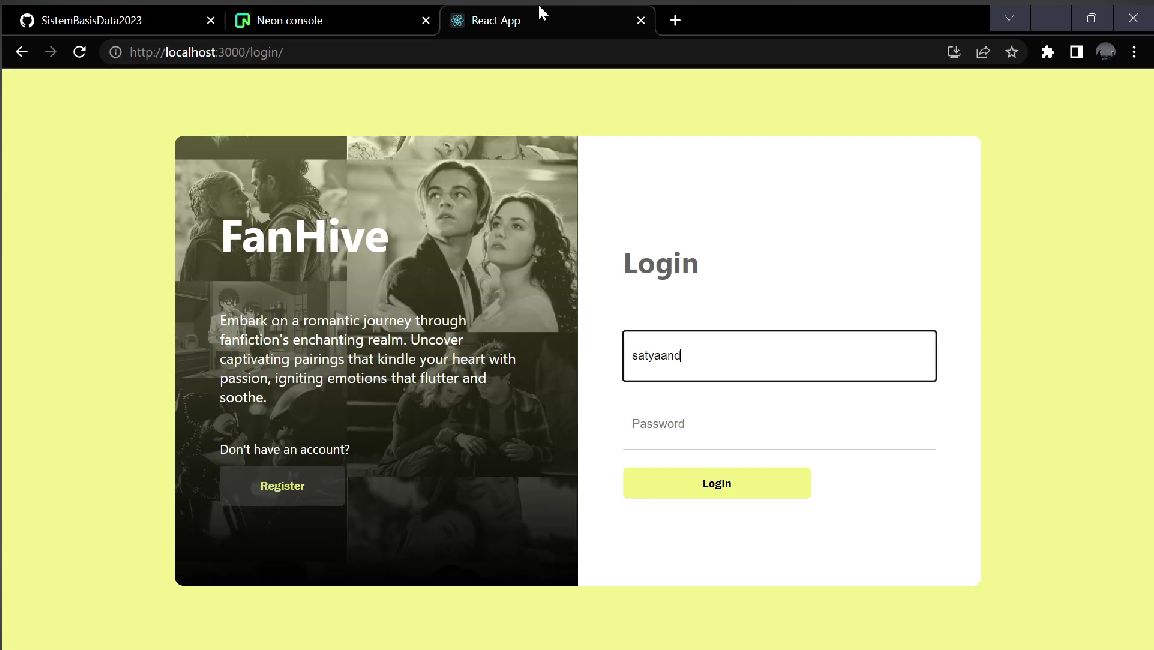 SistemBasisData2023
Neon console
React App
http://localhost:3000/login/
FanHive
Embark on a romantic journey through
fanfiction's enchanting realm. Uncover
captivating pairings that kindle your heart with
passion, igniting emotions that flutter and
soothe.
Don't have an account?
Register
Login
satyaand
Password
Login